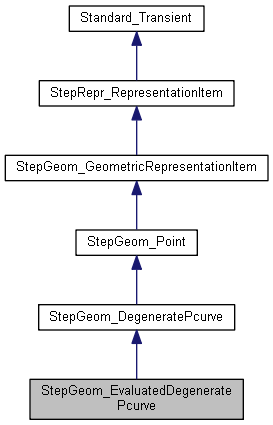 Standard_Transient
StepRepr_RepresentationItem
StepGeom_GeometricRepresentationItem
StepGeom_Point
StepGeom_DegeneratePcurve
StepGeom_EvaluatedDegenerate
Pcurve